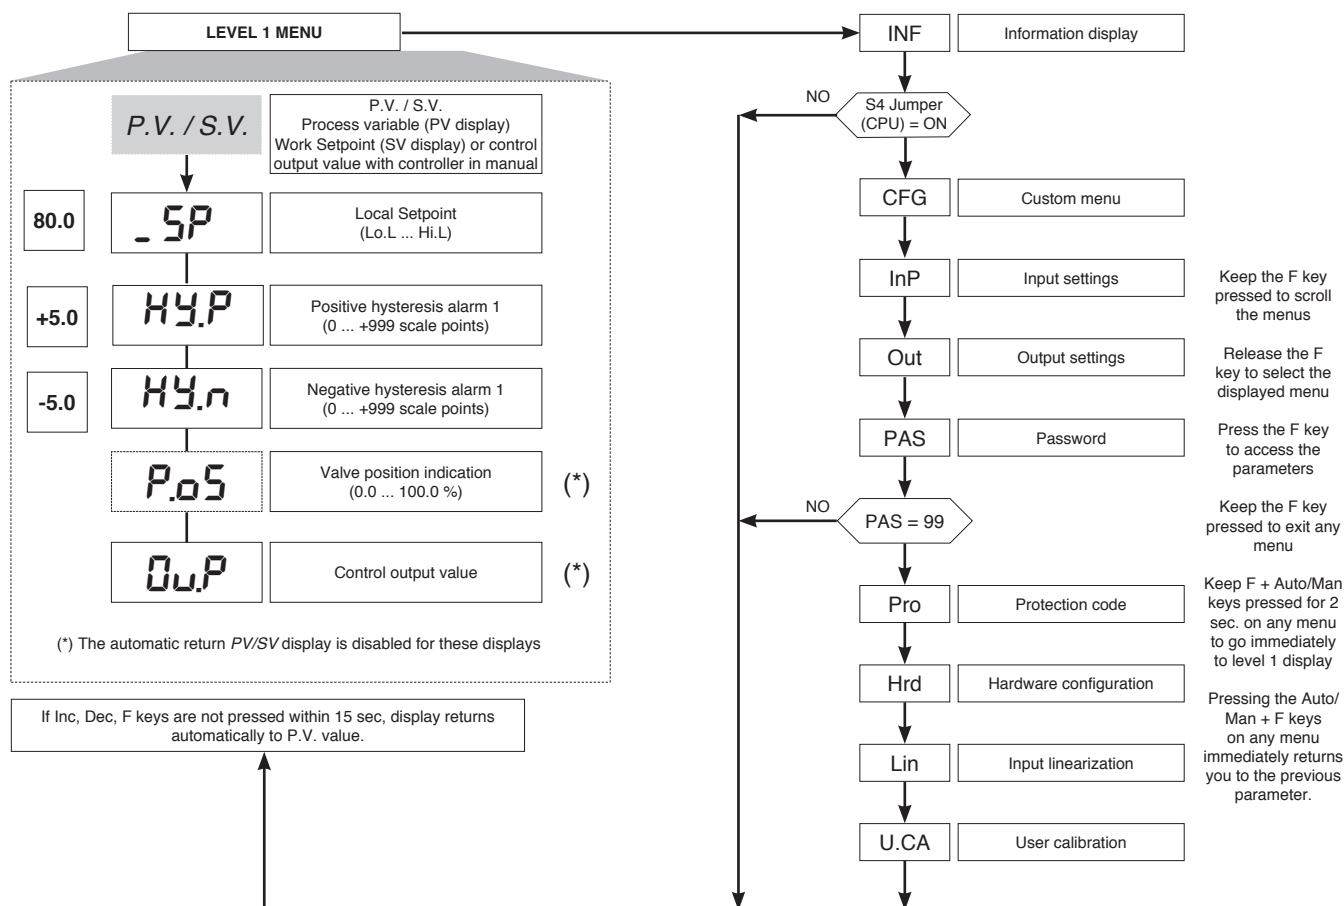 LEVEL 1 MENU
P.V. / S.V.
P.V. / S.V.
Process variable (PV display)
Work Setpoint (SV display) or control
output value with controller in manual
80.0
_SP
Local Setpoint
(Lo.L ... Hi.L)
+5.0
HY.P
Positive hysteresis alarm 1
(0 ... +999 scale points)
-5.0
HY.n
Negative hysteresis alarm 1
(0 ... +999 scale points)
P.oS
Valve position indication
(0.0 ... 100.0 %)
(*)
Ou.P
Control output value
(*)
(*) The automatic return PV/SV display is disabled for these displays
If Inc, Dec, F keys are not pressed within 15 sec, display returns
automatically to P.V. value.
INF
Information display
NO
S4 Jumper
(CPU) = ON
CFG
Custom menu
InP
Input settings
Out
Output settings
PAS
Password
NO
PAS = 99
Pro
Protection code
Hrd
Hardware configuration
Lin
Input linearization
U.CA
User calibration
Keep the F key
pressed to scroll
the menus
Release the F
key to select the
displayed menu
Press the F key
to access the
parameters
Keep the F key
pressed to exit any
menu
Keep F + Auto/Man
keys pressed for 2
sec. on any menu
to go immediately
to level 1 display
Pressing the Auto/
Man + F keys
on any menu
immediately returns
you to the previous
parameter.